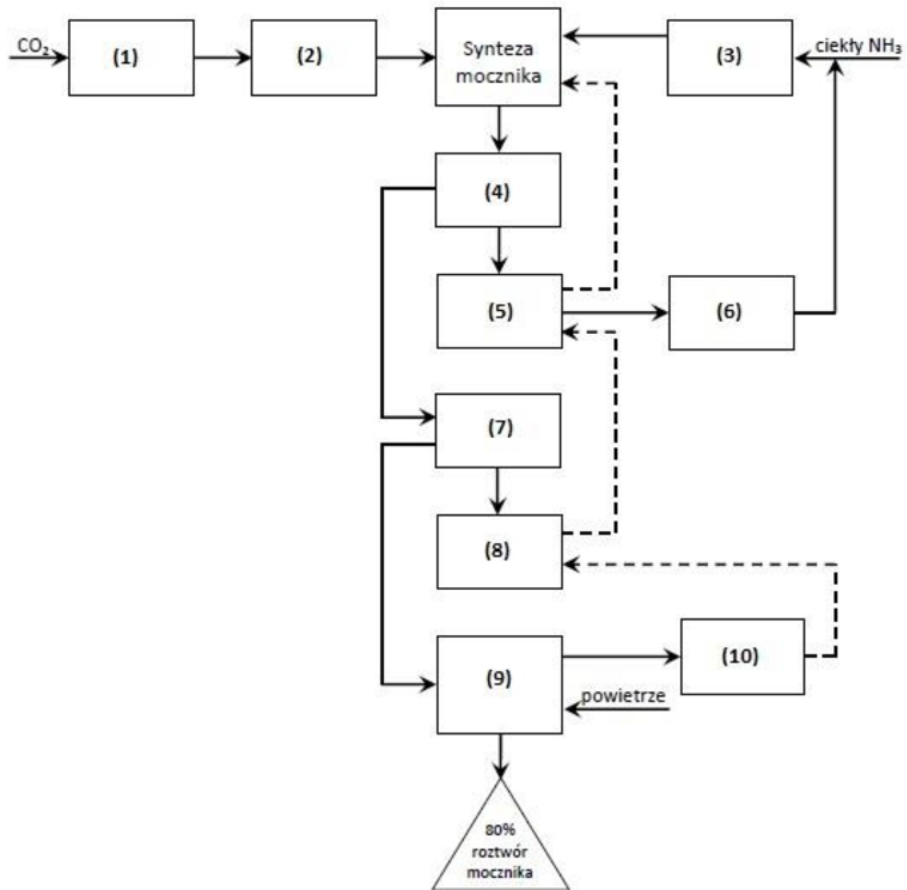 CO₂
(1)
(2)
Synteza
mocznika
(3)
ciekły NH₃
(4)
(5)
(6)
(7)
(8)
(9)
(10)
powietrze
80%
roztwór
mocznika